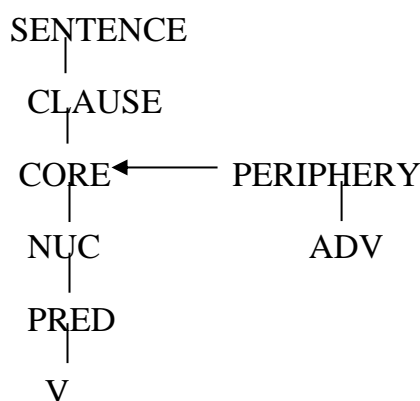 SENTENCE
CLAUSE
CORE PERIPHERY
NUC ADV
PRED
V